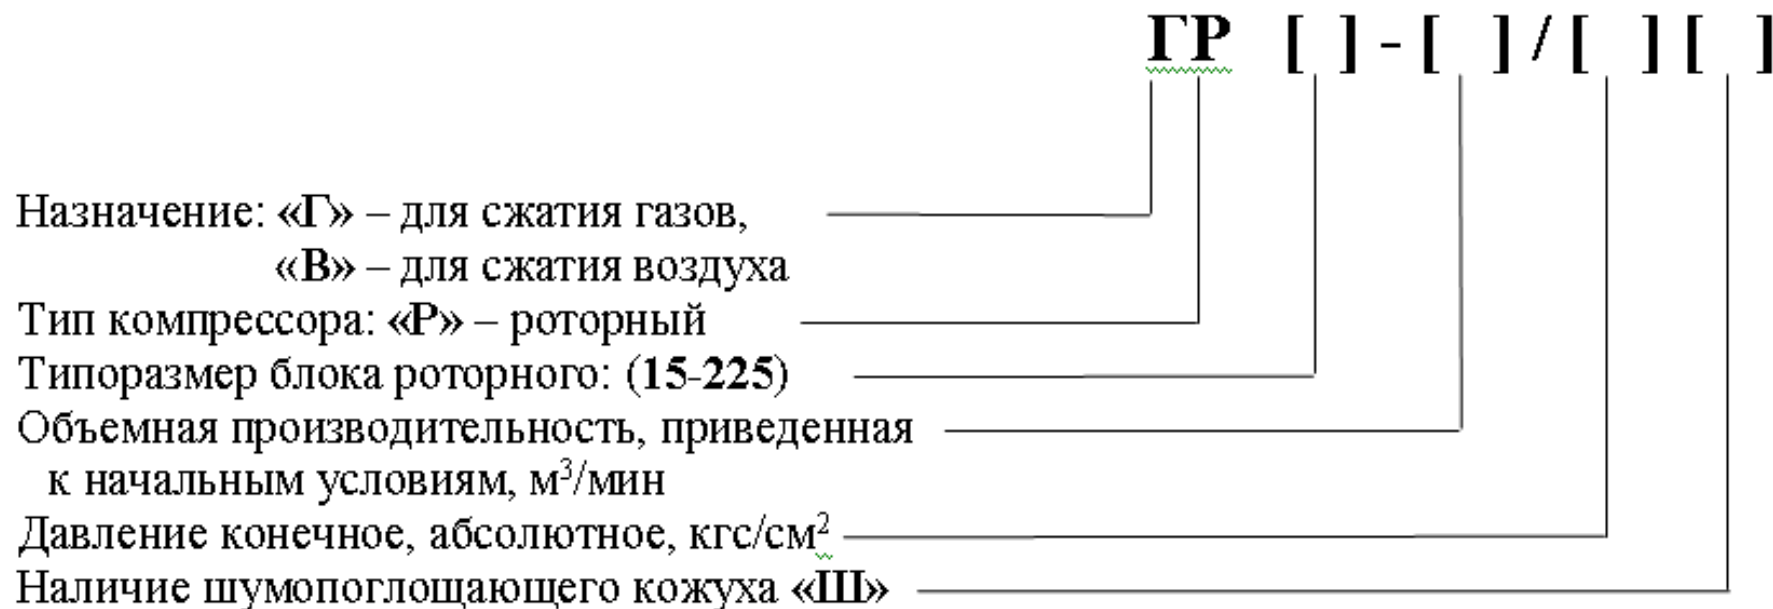 ГР [ ] - [ ] / [ ] [ ]
Назначение: «Г» – для сжатия газов,
«В» – для сжатия воздуха
Тип компрессора: «Р» – роторный
Типоразмер блока роторного: (15-225)
Объемная производительность, приведенная
к начальным условиям, м³/мин
Давление конечное, абсолютное, кгс/см²
Наличие шумопоглощающего кожуха «Ш»